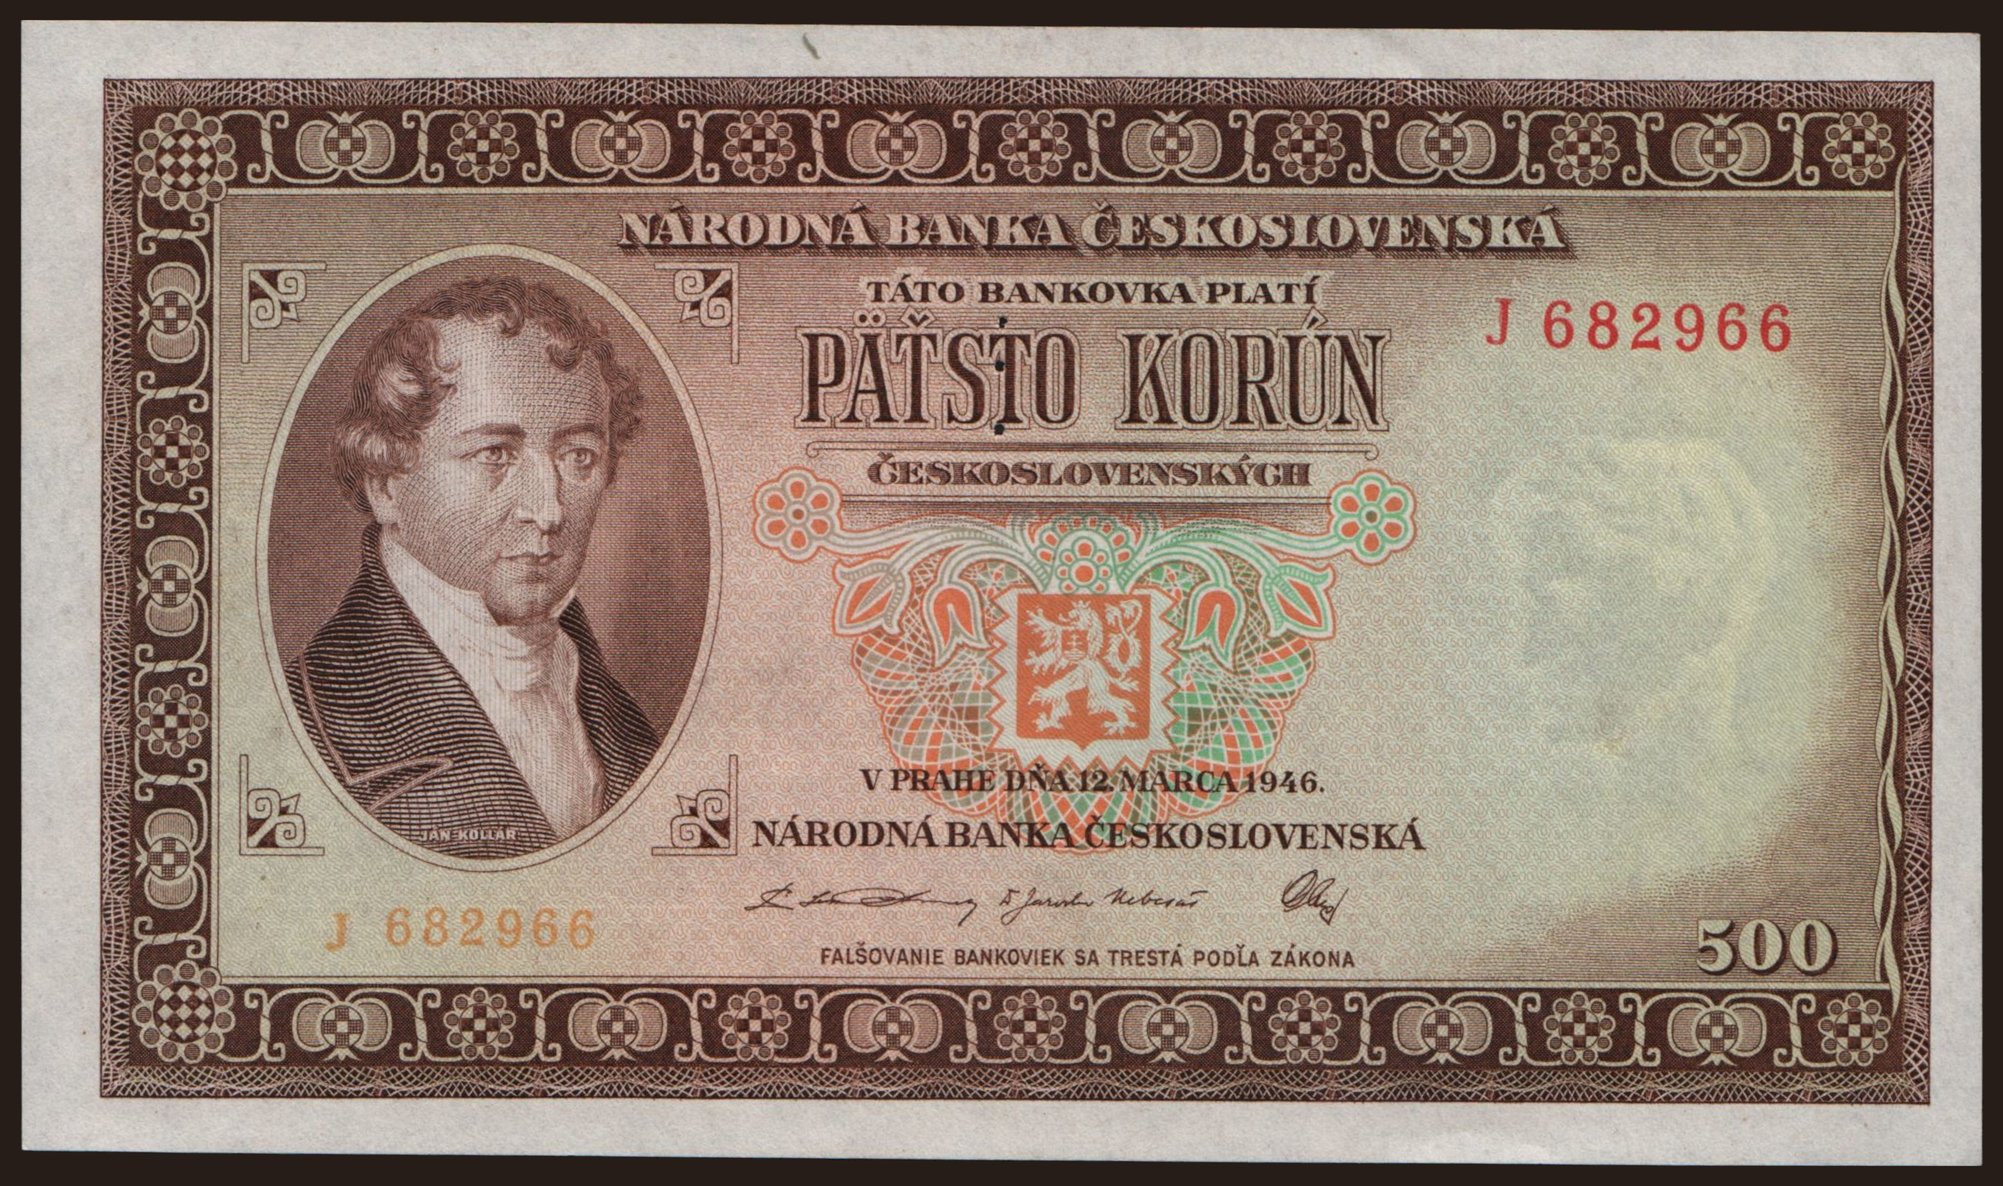 NÁRODNÁ BANKA ČESKOSLOVENSKÁ
TÁTO BANKOVKA PLATÍ
PÄŤSTO KORÚN
ČESKOSLOVENSKÝCH
J 682966
JÁN KOLLÁR
V PRAHE DŇA 12. MARCA 1946.
NÁRODNÁ BANKA ČESKOSLOVENSKÁ
J 682966
FALŠOVANIE BANKOVIEK SA TRESTÁ PODĽA ZÁKONA
500